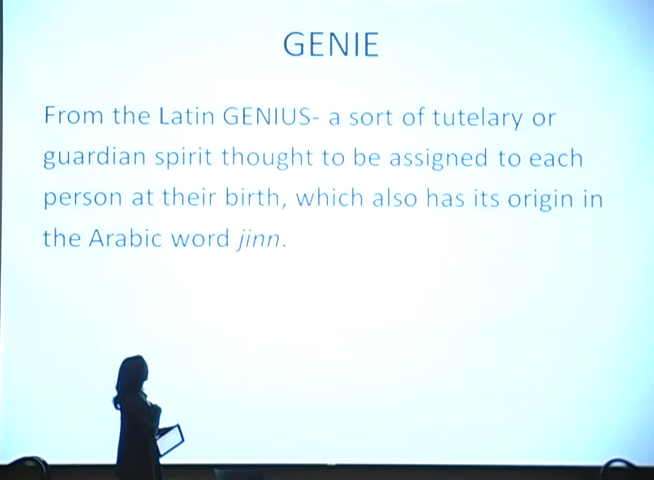 GENIE
From the Latin GENIUS- a sort of tutelary or
guardian spirit thought to be assigned to each
person at their birth, which also has its origin in
the Arabic word jinn.